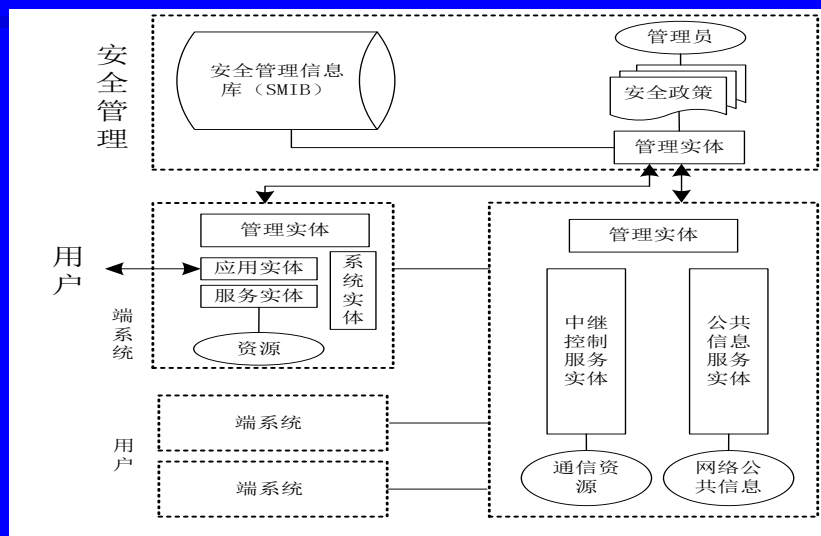 安全管理
安全管理信息
库（SMIB）
管理员
安全政策
管理实体
用户
端系统
管理实体
应用实体
服务实体
系统实体
资源
管理实体
中继
控制
服务
实体
公共
信息
服务
实体
用户
端系统
端系统
通信资
源
网络公
共信息